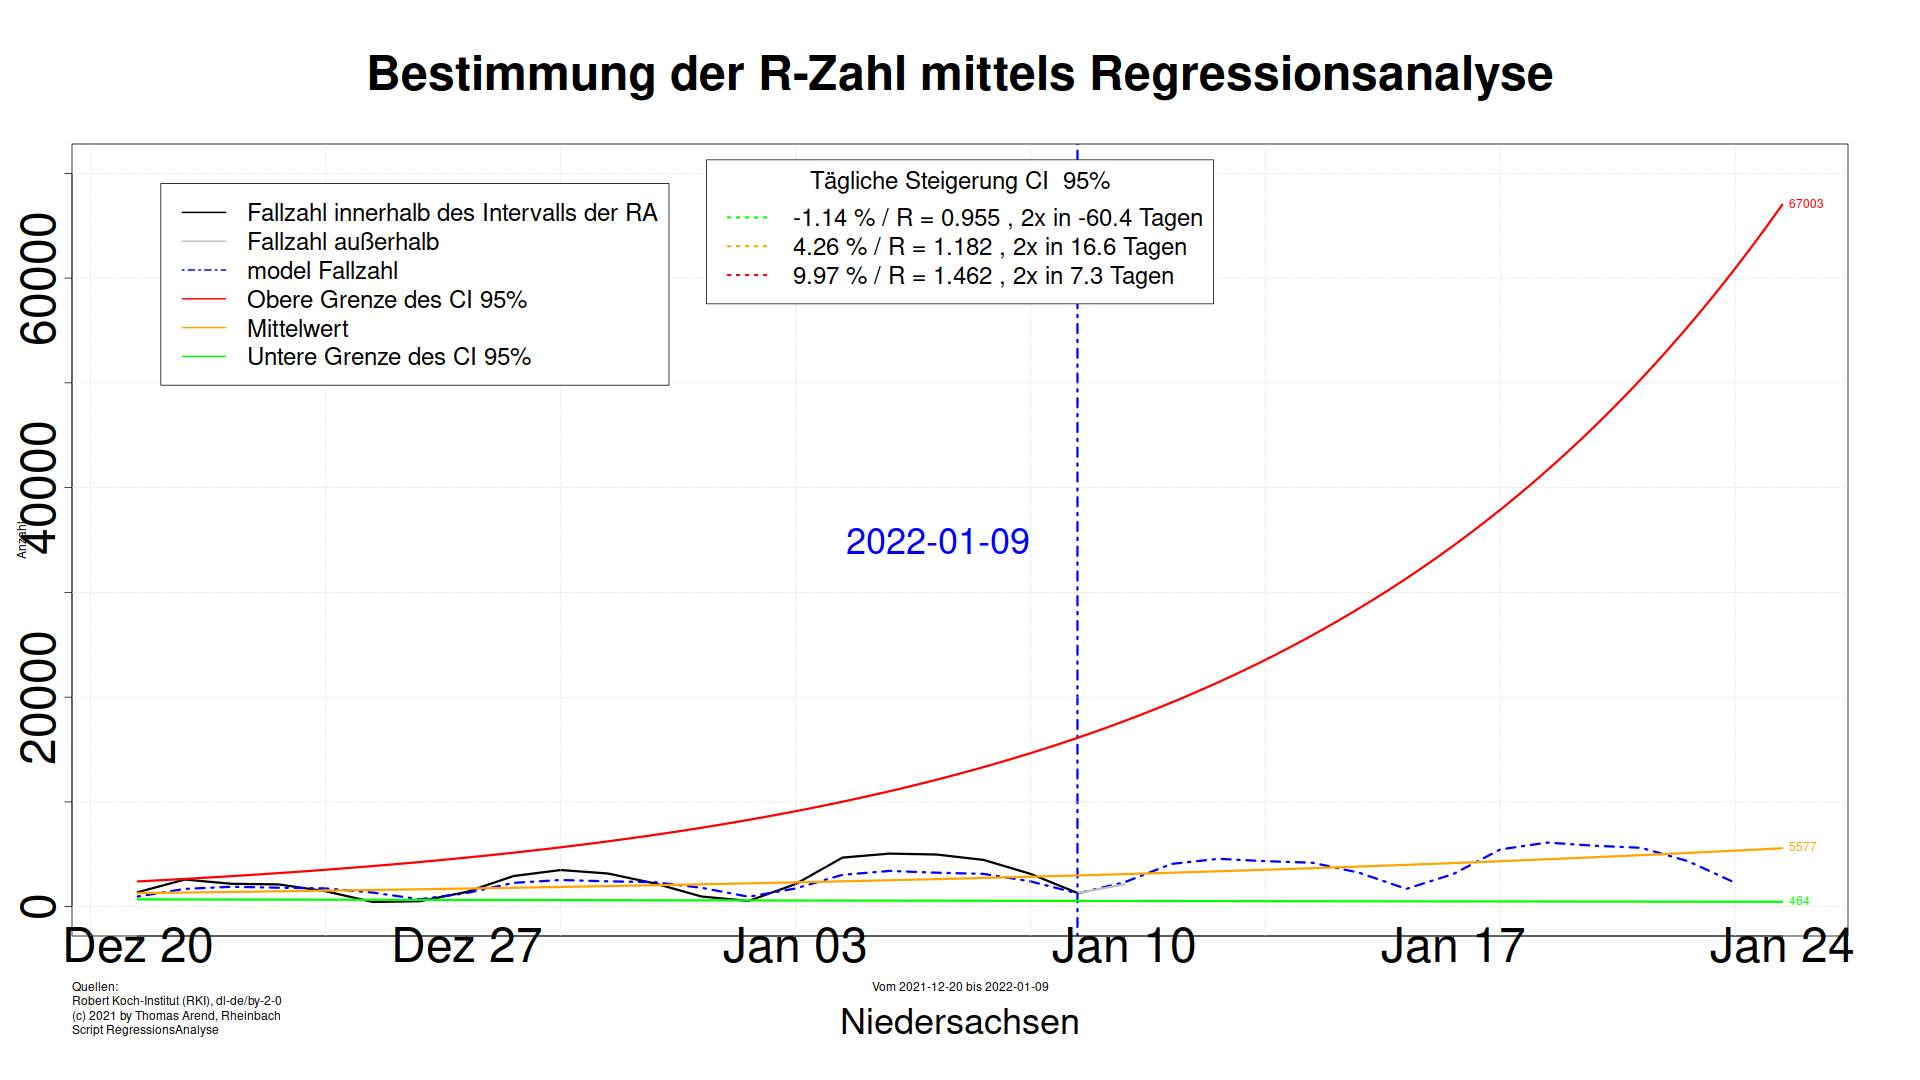 Bestimmung der R-Zahl mittels Regressionsanalyse
Fallzahl innerhalb des Intervalls der RA
Fallzahl außerhalb
model Fallzahl
Obere Grenze des CI 95%
Mittelwert
Untere Grenze des CI 95%
Tägliche Steigerung CI  95%
-1.14 % / R = 0.955 , 2x in -60.4 Tagen
4.26 % / R = 1.182 , 2x in 16.6 Tagen
9.97 % / R = 1.462 , 2x in 7.3 Tagen
67003
5577
464
2022-01-09
Anzahl
60000
40000
20000
0
Dez 20
Dez 27
Jan 03
Jan 10
Jan 17
Jan 24
Quellen:
Robert Koch-Institut (RKI), dl-de/by-2-0
(c) 2021 by Thomas Arend, Rheinbach
Script RegressionsAnalyse
Vom 2021-12-20 bis 2022-01-09
Niedersachsen